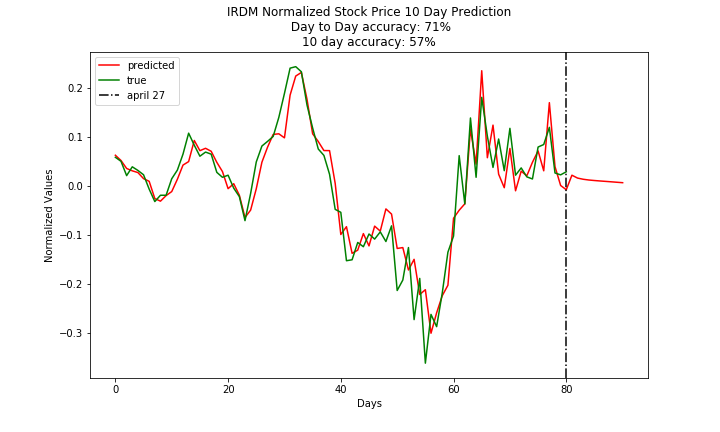 IRDM Normalized Stock Price 10 Day Prediction
Day to Day accuracy: 71%
10 day accuracy: 57%
predicted
true
april 27
Normalized Values
0.2
0.1
0.0
−0.1
−0.2
−0.3
0 20 40 60 80
Days